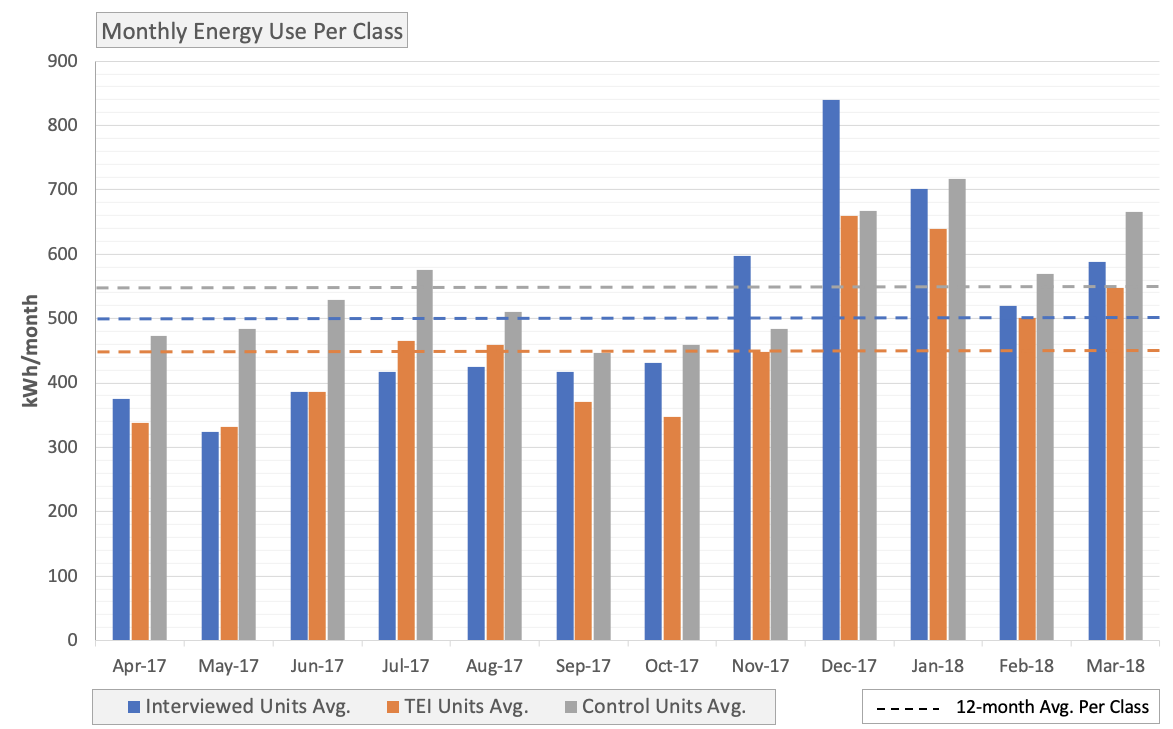 Monthly Energy Use Per Class
900
800
700
600
500
400
300
200
100
0
kWh/month
Apr-17 May-17 Jun-17 Jul-17 Aug-17 Sep-17 Oct-17 Nov-17 Dec-17 Jan-18 Feb-18 Mar-18
Interviewed Units Avg. TEI Units Avg. Control Units Avg. 12-month Avg. Per Class